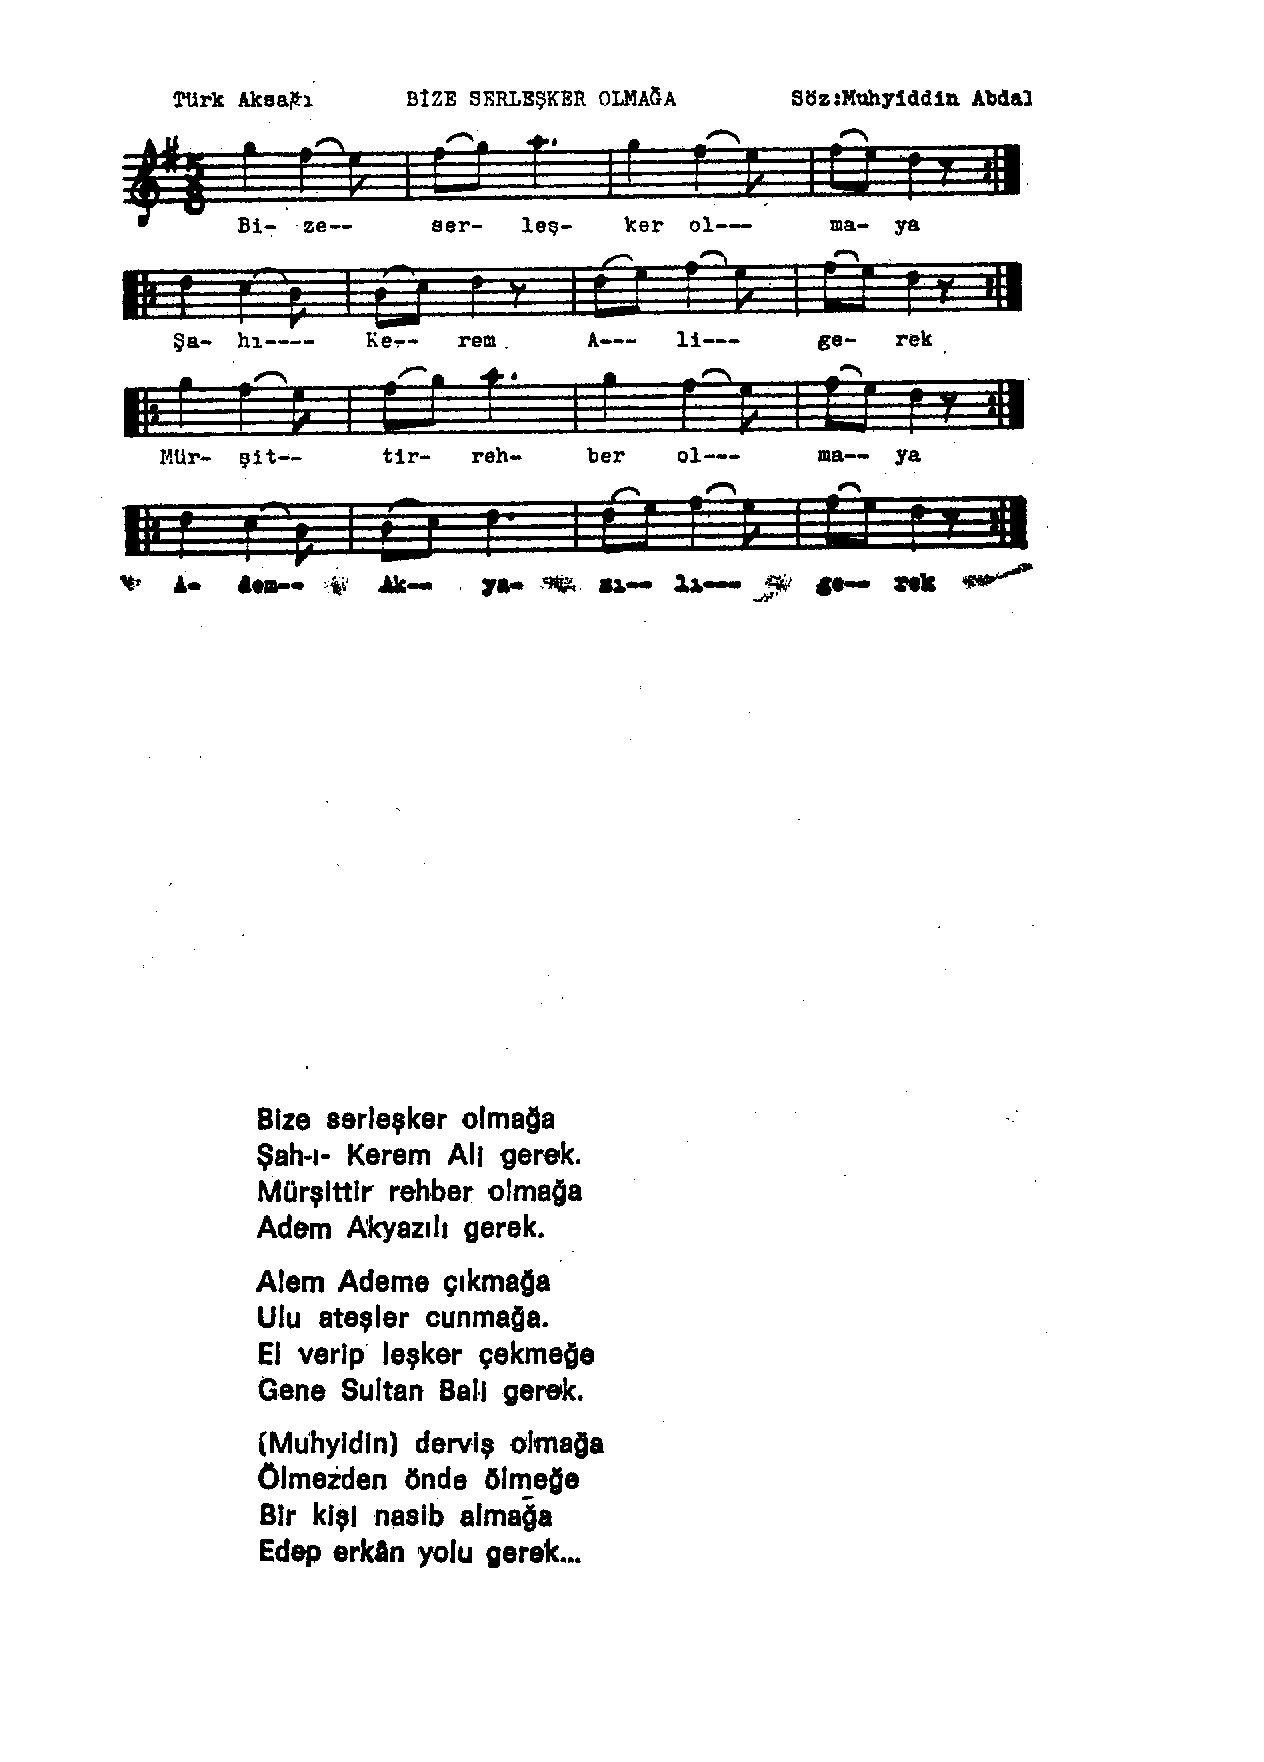 Türk Aksağı BİZE SERLEŞKER OLMAĞA Söz:Muhyiddin Abdal
5
8
Bi- ze-- ser- leş- ker ol--- ma- ya
Şa- hı---- Ke-- rem A--- li--- ge- rek
Mür- şit-- tir- reh- ber ol--- ma-- ya
A- dem-- Ak-- ya- zı-- lı--- ge-- rek
Bize serleşker olmağa
Şah-ı- Kerem Ali gerek.
Mürşittir rehber olmağa
Adem Akyazılı gerek.
Alem Ademe çıkmağa
Ulu ateşler cunmağa.
El verip leşker çekmeğe
Gene Sultan Bali gerek.
(Muhyidin) derviş olmağa
Ölmezden önde ölmeğe
Bir kişi nasib almağa
Edep erkân yolu gerek...